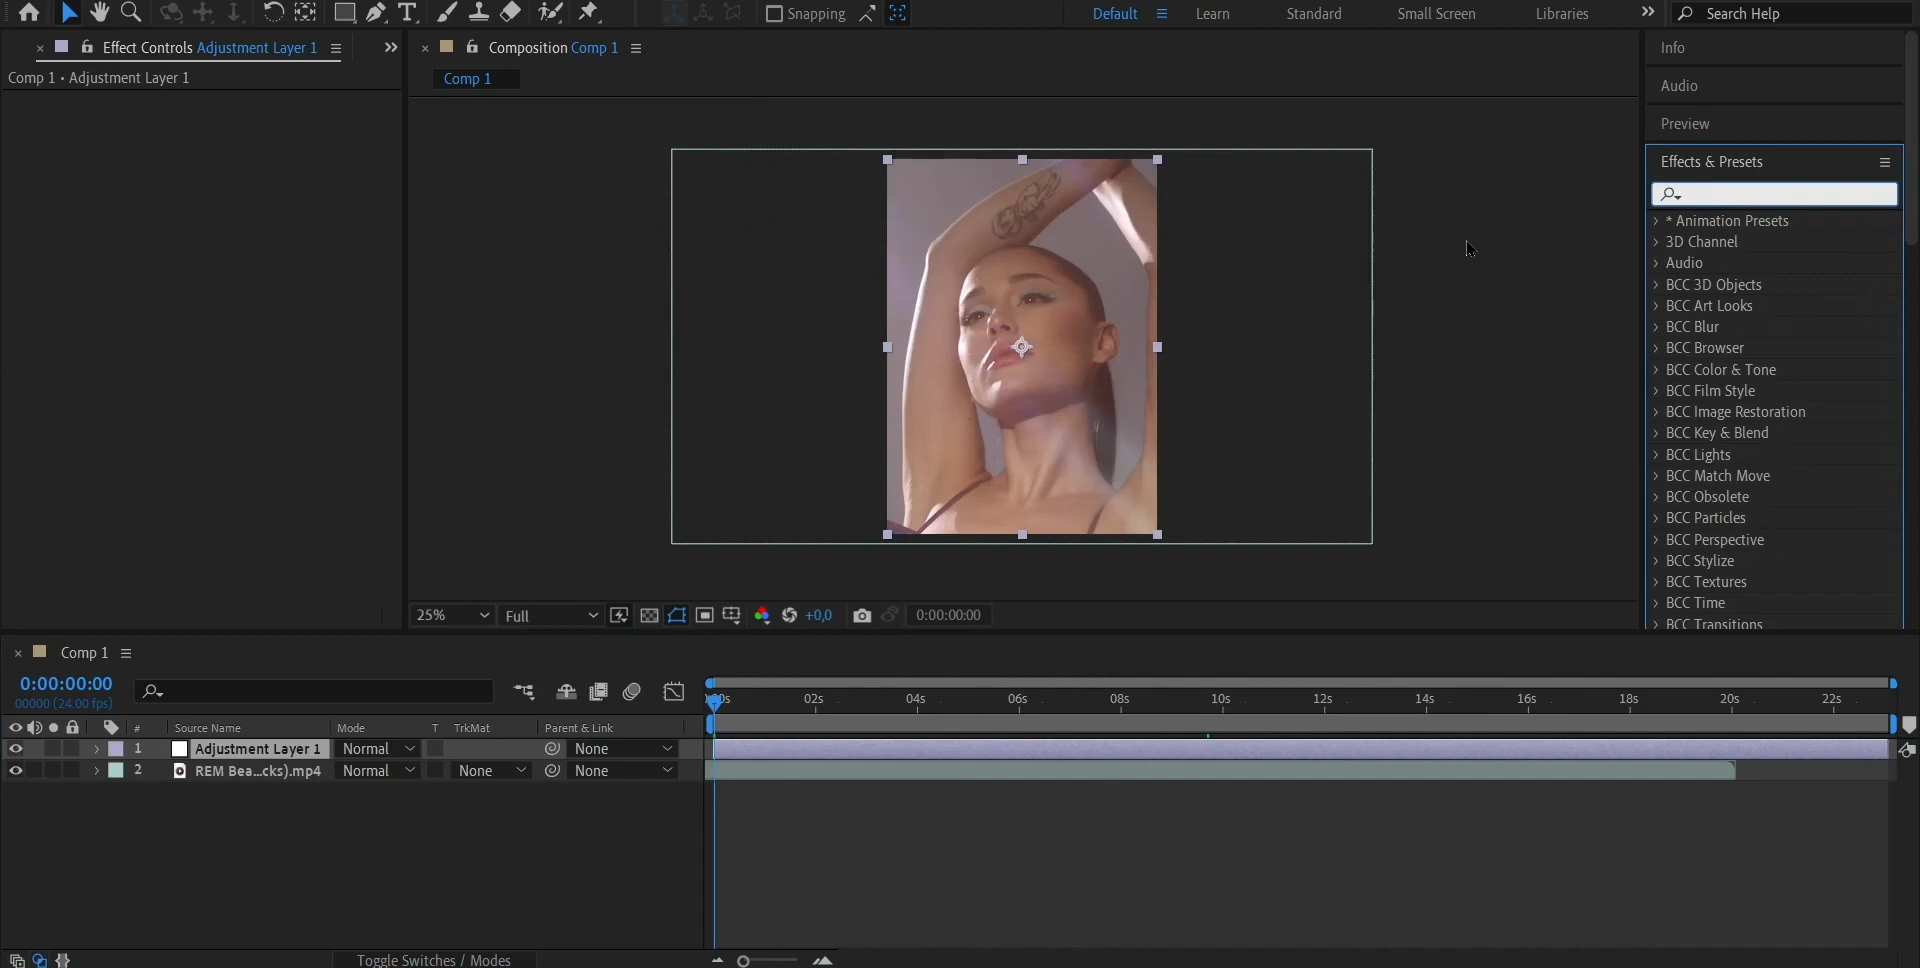 Snapping
Default
Learn
Standard
Small Screen
Libraries
Search Help
Effect Controls Adjustment Layer 1
Comp 1 • Adjustment Layer 1
Composition Comp 1
Comp 1
Info
Audio
Preview
Effects & Presets
* Animation Presets
3D Channel
Audio
BCC 3D Objects
BCC Art Looks
BCC Blur
BCC Browser
BCC Color & Tone
BCC Film Style
BCC Image Restoration
BCC Key & Blend
BCC Lights
BCC Match Move
BCC Obsolete
BCC Particles
BCC Perspective
BCC Stylize
BCC Textures
BCC Time
BCC Transitions
25%
Full
+0,0
0:00:00:00
Comp 1
0:00:00:00
00000 (24.00 fps)
02s
04s
06s
08s
10s
12s
14s
16s
18s
20s
22s
#
Source Name
Mode
T
TrkMat
Parent & Link
1
Adjustment Layer 1
Normal
None
2
REM Bea...cks).mp4
Normal
None
None
Toggle Switches / Modes